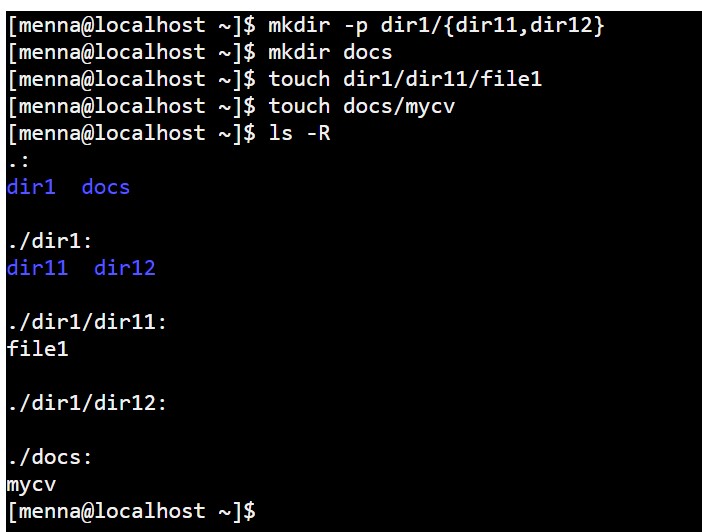 [menna@localhost ~]$ mkdir -p dir1/{dir11,dir12}
[menna@localhost ~]$ mkdir docs
[menna@localhost ~]$ touch dir1/dir11/file1
[menna@localhost ~]$ touch docs/mycv
[menna@localhost ~]$ ls -R
.:
dir1  docs

./dir1:
dir11  dir12

./dir1/dir11:
file1

./dir1/dir12:

./docs:
mycv
[menna@localhost ~]$